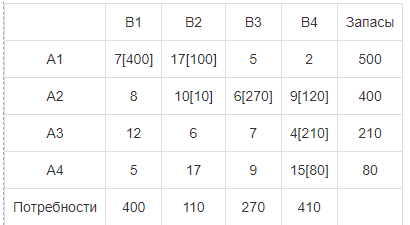 B1 B2 B3 B4 Запасы
A1 7[400] 17[100] 5 2 500
A2 8 10[10] 6[270] 9[120] 400
A3 12 6 7 4[210] 210
A4 5 17 9 15[80] 80
Потребности 400 110 270 410